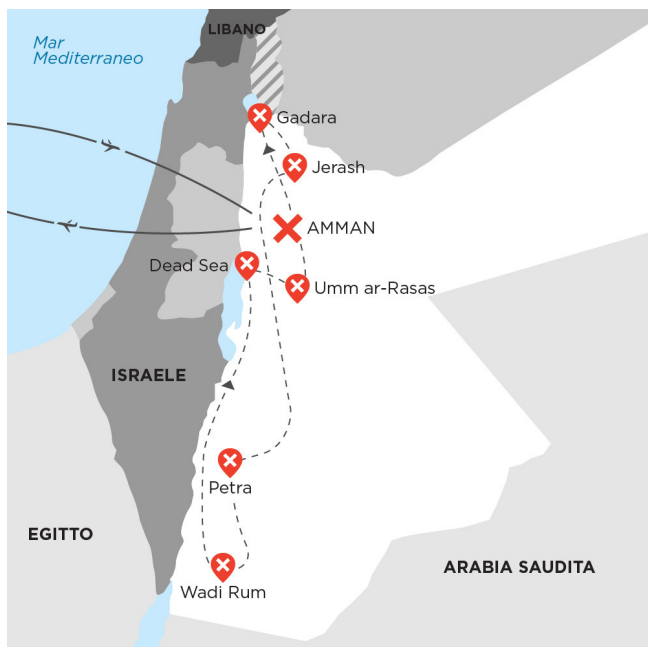 LIBANO
Mar
Mediterraneo
Gadara
Jerash
AMMAN
Dead Sea
Umm ar-Rasas
ISRAELE
Petra
EGITTO
ARABIA SAUDITA
Wadi Rum